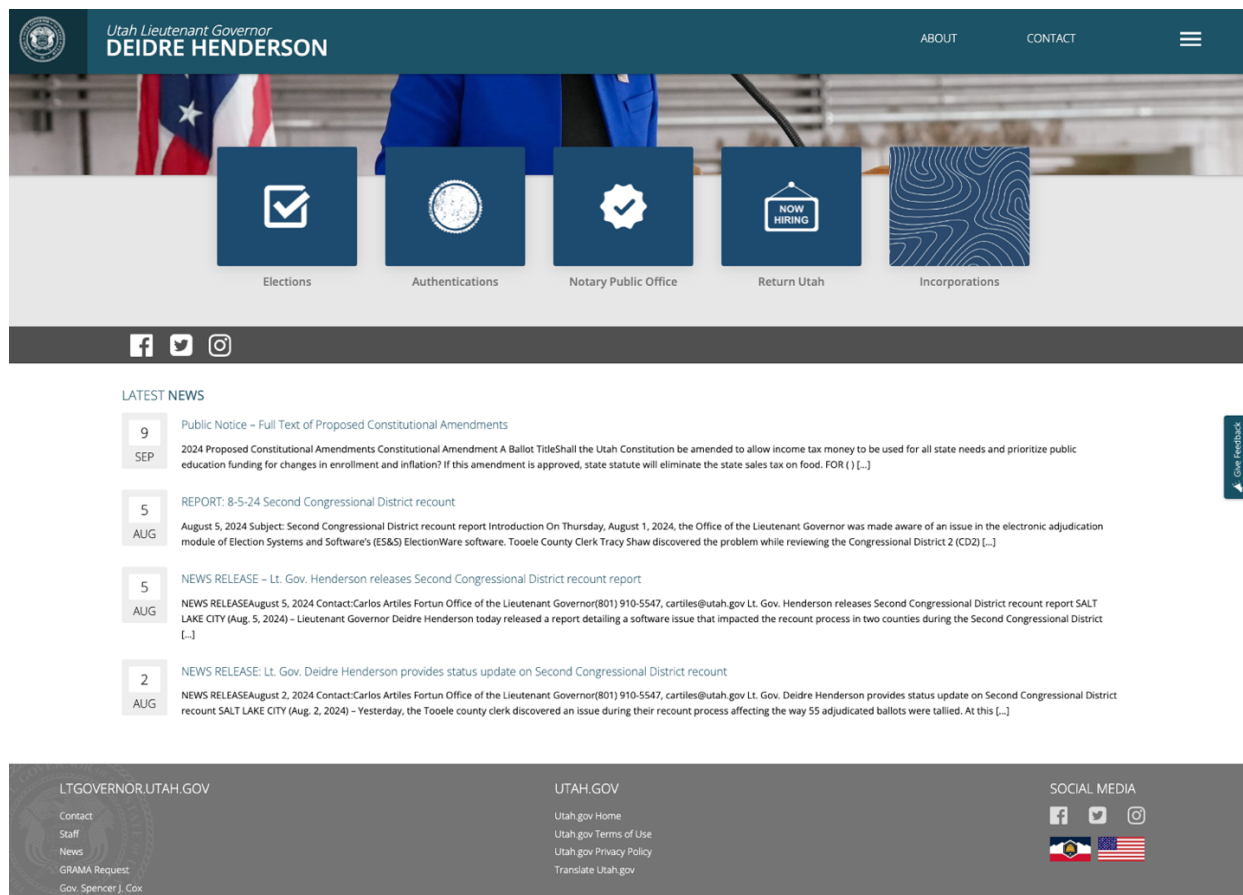 Utah Lieutenant Governor
DEIDRE HENDERSON
ABOUT
CONTACT
NOW
HIRING
Elections
Authentications
Notary Public Office
Return Utah
Incorporations
LATEST NEWS
9
SEP
Public Notice – Full Text of Proposed Constitutional Amendments
2024 Proposed Constitutional Amendments Constitutional Amendment A Ballot TitleShall the Utah Constitution be amended to allow income tax money to be used for all state needs and prioritize public
education funding for changes in enrollment and inflation? If this amendment is approved, state statute will eliminate the state sales tax on food. FOR ( ) [...]
5
AUG
REPORT: 8-5-24 Second Congressional District recount
August 5, 2024 Subject: Second Congressional District recount report Introduction On Thursday, August 1, 2024, the Office of the Lieutenant Governor was made aware of an issue in the electronic adjudication
module of Election Systems and Software's (ES&S) ElectionWare software. Tooele County Clerk Tracy Shaw discovered the problem while reviewing the Congressional District 2 (CD2) [...]
5
AUG
NEWS RELEASE – Lt. Gov. Henderson releases Second Congressional District recount report
NEWS RELEASEAugust 5, 2024 Contact:Carlos Artiles Fortun Office of the Lieutenant Governor(801) 910-5547, cartiles@utah.gov Lt. Gov. Henderson releases Second Congressional District recount report SALT
LAKE CITY (Aug. 5, 2024) – Lieutenant Governor Deidre Henderson today released a report detailing a software issue that impacted the recount process in two counties during the Second Congressional District
[...]
2
AUG
NEWS RELEASE: Lt. Gov. Deidre Henderson provides status update on Second Congressional District recount
NEWS RELEASEAugust 2, 2024 Contact:Carlos Artiles Fortun Office of the Lieutenant Governor(801) 910-5547, cartiles@utah.gov Lt. Gov. Deidre Henderson provides status update on Second Congressional District
recount SALT LAKE CITY (Aug. 2, 2024) – Yesterday, the Tooele county clerk discovered an issue during their recount process affecting the way 55 adjudicated ballots were tallied. At this [...]
Give Feedback
LTGOVERNOR.UTAH.GOV
Contact
Staff
News
GRAMA Request
Gov. Spencer J. Cox
UTAH.GOV
Utah.gov Home
Utah.gov Terms of Use
Utah.gov Privacy Policy
Translate Utah.gov
SOCIAL MEDIA